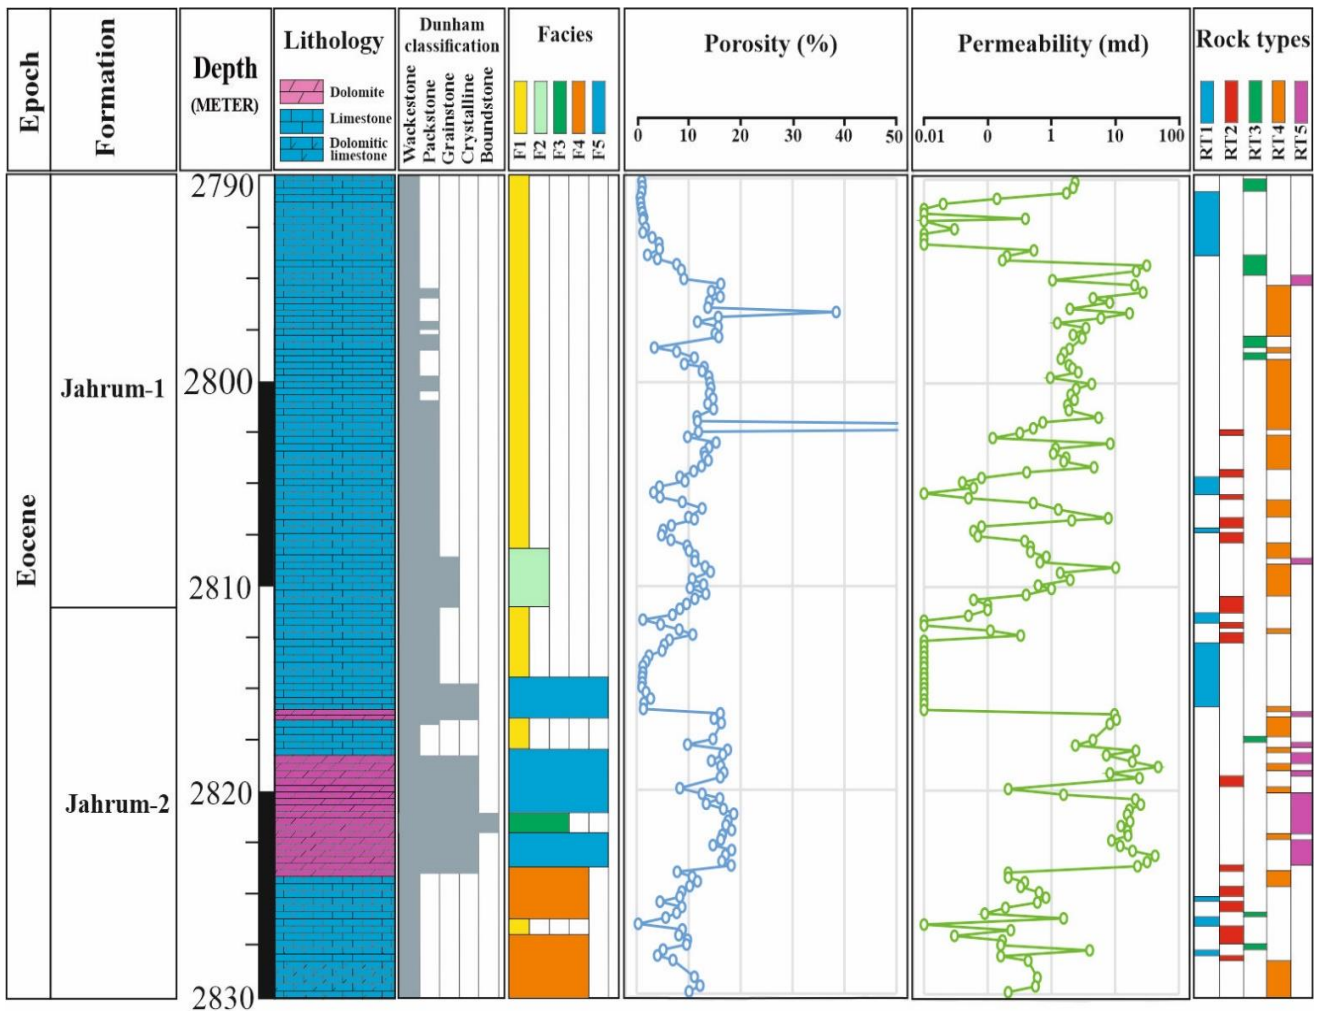 Epoch
Formation
Depth
(METER)
Lithology
Dolomite
Limestone
Dolomitic
limestone
Dunham
classification
Wackestone
Packstone
Grainstone
Crystalline
Boundstone
Facies
F1
F2
F3
F4
F5
Porosity (%)
0 10 20 30 40 50
Permeability (md)
0.01 0 1 10 100
Rock types
RT1
RT2
RT3
RT4
RT5
Eocene
Jahrum-1
Jahrum-2
2790
2800
2810
2820
2830